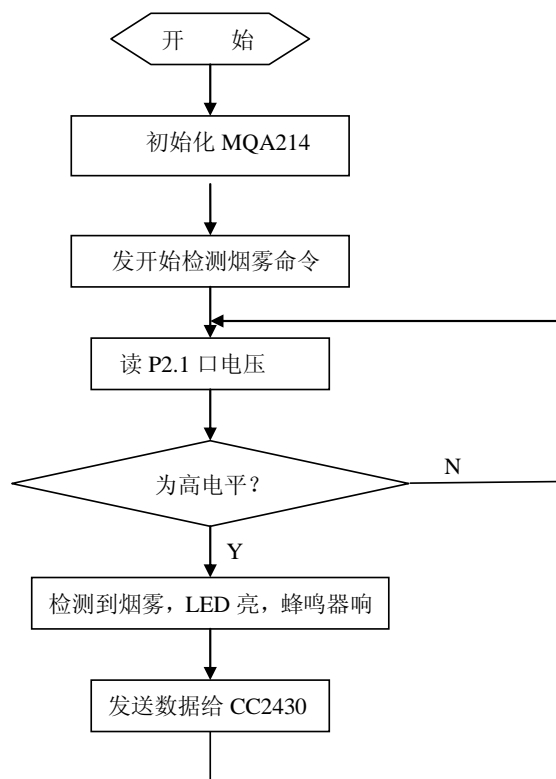 开 始
初始化 MQA214
发开始检测烟雾命令
读 P2.1 口电压
为高电平？
N
Y
检测到烟雾，LED 亮，蜂鸣器响
发送数据给 CC2430